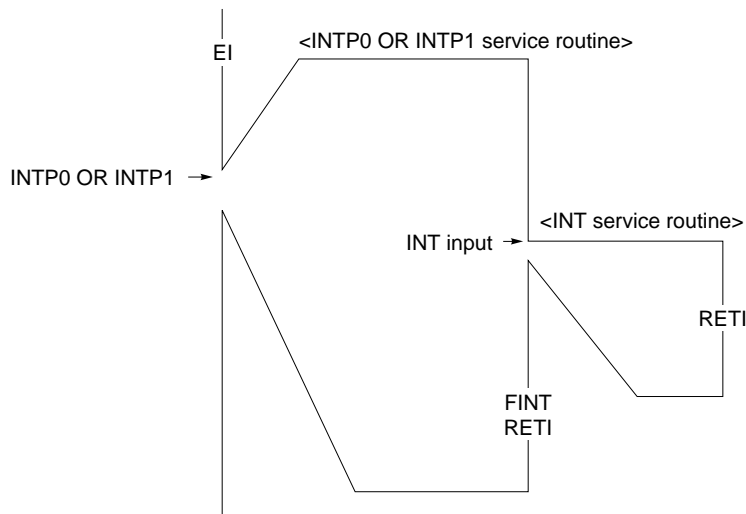 <INTP0 OR INTP1 service routine>
EI
INTP0 OR INTP1
<INT service routine>
INT input
RETI
FINT
RETI